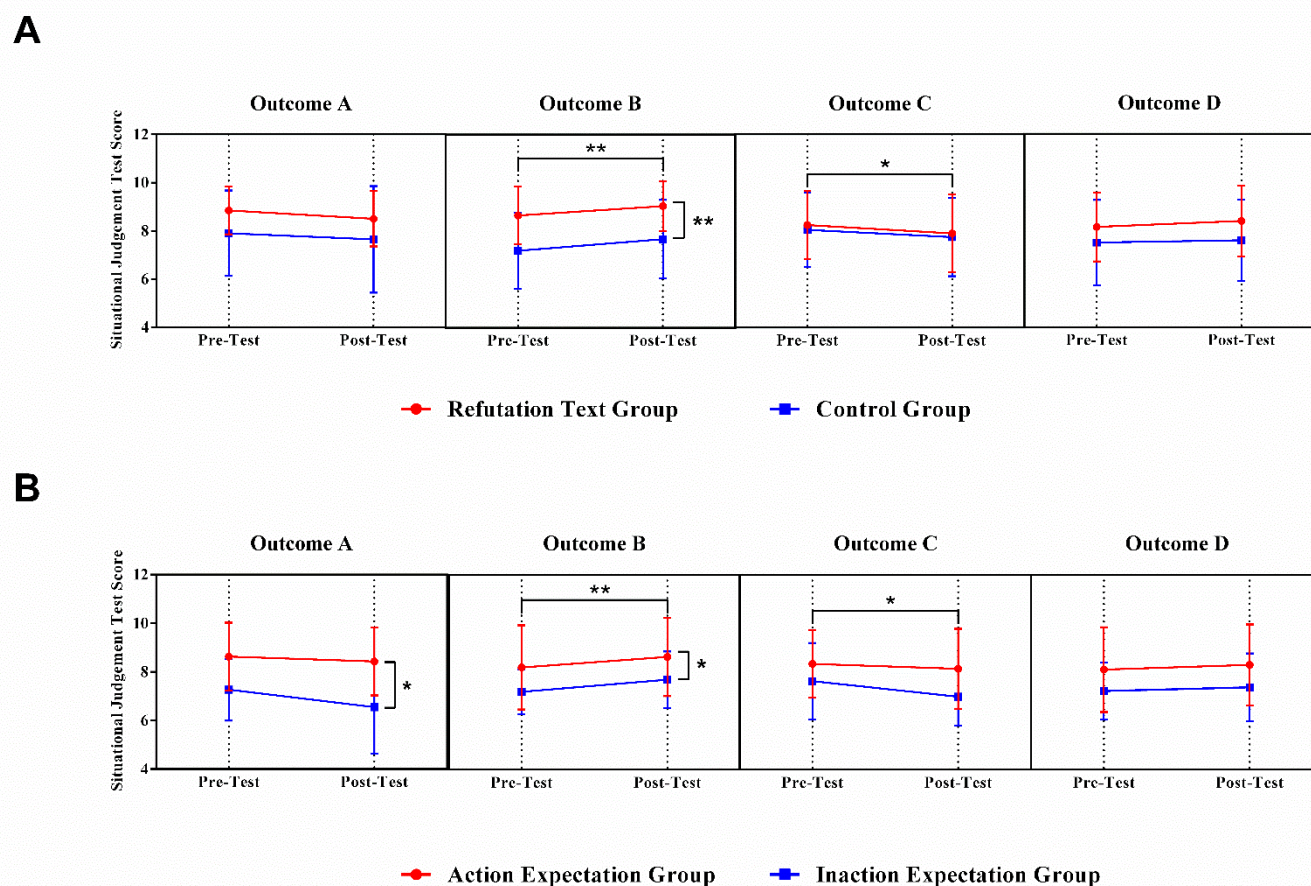 A
Outcome A Outcome B Outcome C Outcome D
Situational Judgement Test Score
12
10
8
6
4
** ** *
Pre-Test Post-Test Pre-Test Post-Test Pre-Test Post-Test Pre-Test Post-Test
Refutation Text Group Control Group
B
Outcome A Outcome B Outcome C Outcome D
Situational Judgement Test Score
12
10
8
6
4
* ** * *
Pre-Test Post-Test Pre-Test Post-Test Pre-Test Post-Test Pre-Test Post-Test
Action Expectation Group Inaction Expectation Group